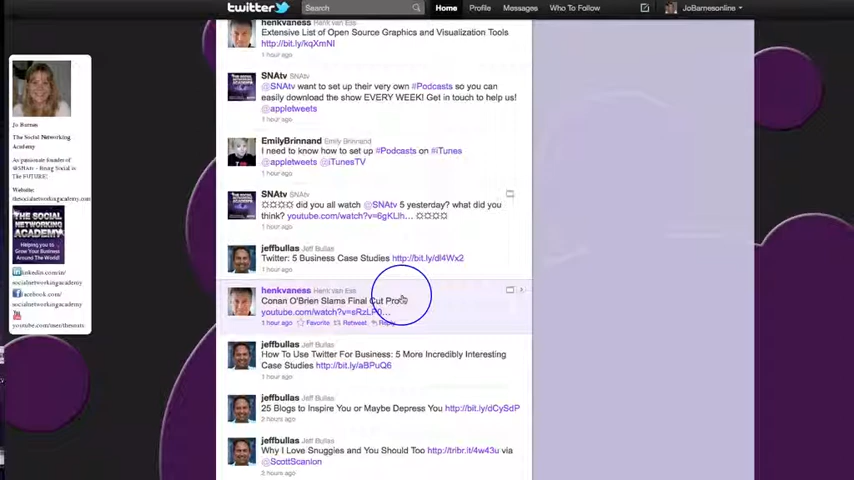 twitter
Search
Home
Profile
Messages
Who To Follow
JoBarnesonline
Jo Barnes
The Social Networking
Academy
As passionate founder of
@SNAtv - Being Social is
The FUTURE!
Website:
thesocialnetworkingacademy.com
THE SOCIAL
NETWORKING
ACADEMY
Helping you to
Grow Your Business
Around The World!
linkedin.com/in/
socialnetworkingacademy
facebook.com/
socialnetworkingacademy
henkvaness Henk van Ess
Extensive List of Open Source Graphics and Visualization Tools
http://bit.ly/kqXmNI
1 hour ago
SNAtv SNAtv
@SNAtv want to set up their very own #Podcasts so you can
easily download the show EVERY WEEK! Get in touch to help us!
@appletweets
1 hour ago
EmilyBrinnand Emily Brinnand
I need to know how to set up #Podcasts on #iTunes
@appletweets @iTunesTV
1 hour ago
SNAtv SNAtv
☼☼☼☼ did you all watch @SNAtv 5 yesterday? what did you
think? youtube.com/watch?v=6gKLlh... ☼☼☼☼
1 hour ago
jeffbullas Jeff Bullas
Twitter: 5 Business Case Studies http://bit.ly/dl4Wx2
1 hour ago
henkvaness Henk van Ess
Conan O'Brien Slams Final Cut Pro
youtube.com/watch?v=sRzLP0...
1 hour ago Favorite Retweet Reply
jeffbullas Jeff Bullas
How To Use Twitter For Business: 5 More Incredibly Interesting
Case Studies http://bit.ly/aBPuQ6
1 hour ago
jeffbullas Jeff Bullas
25 Blogs to Inspire You or Maybe Depress You http://bit.ly/dCySdP
2 hours ago
jeffbullas Jeff Bullas
Why I Love Snuggies and You Should Too http://tribr.it/4w43u via
@ScottScanlon
2 hours ago